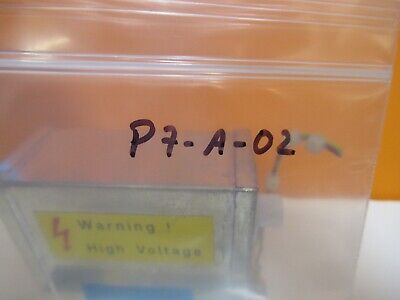 P7-A-02
Warning !
High Voltage